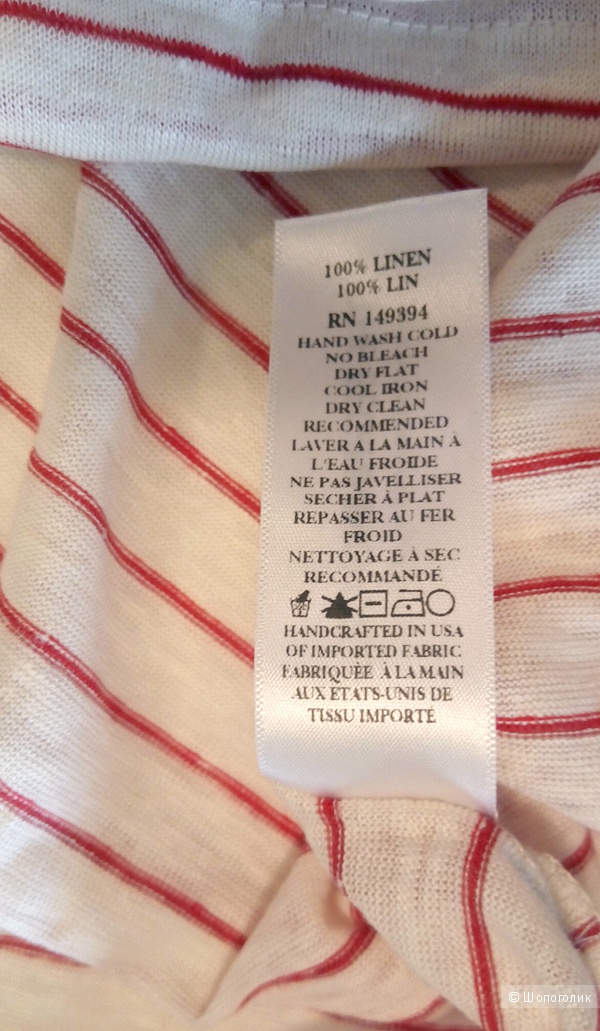 100% LINEN
100% LIN
RN 149394
HAND WASH COLD
NO BLEACH
DRY FLAT
COOL IRON
DRY CLEAN
RECOMMENDED
LAVER A LA MAIN À
L'EAU FROIDE
NE PAS JAVELLISER
SECHER À PLAT
REPASSER AU FER
FROID
NETTOYAGE À SEC
RECOMMANDÉ
HANDCRAFTED IN USA
OF IMPORTED FABRIC
FABRIQUÈE À LA MAIN
AUX ÉTATS-UNIS DE
TISSU IMPORTÉ
© Шопоголик